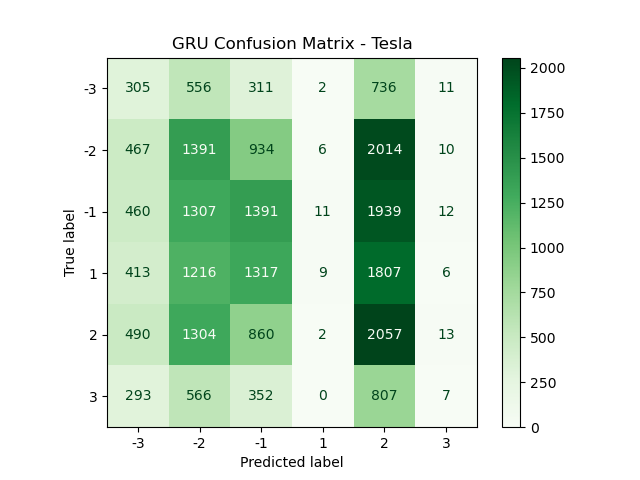 GRU Confusion Matrix - Tesla
True label
-3 305 556 311 2 736 11
-2 467 1391 934 6 2014 10
-1 460 1307 1391 11 1939 12
1 413 1216 1317 9 1807 6
2 490 1304 860 2 2057 13
3 293 566 352 0 807 7
-3 -2 -1 1 2 3
Predicted label
2000
1750
1500
1250
1000
750
500
250
0